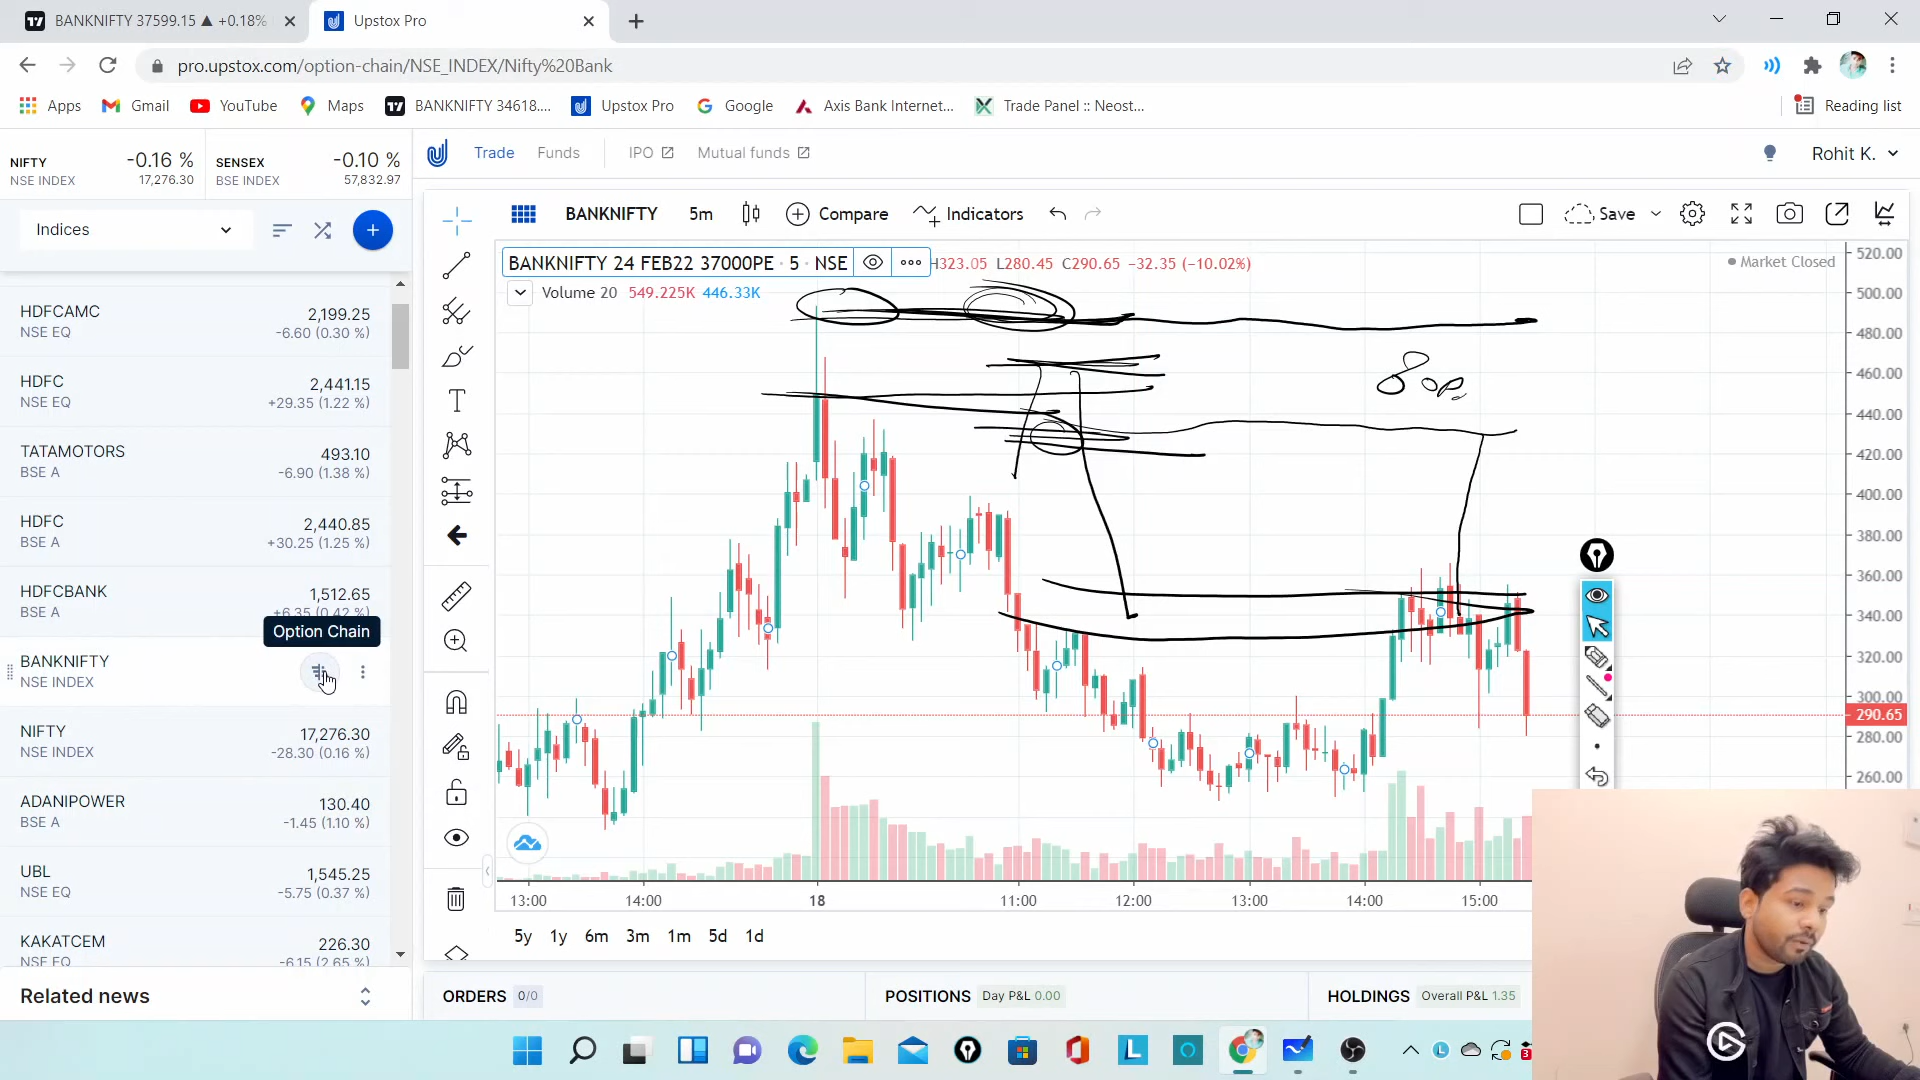 BANKNIFTY 37599.15 ▲ +0.18%
Upstox Pro
pro.upstox.com/option-chain/NSE_INDEX/Nifty%20Bank
Apps
Gmail
YouTube
Maps
BANKNIFTY 34618....
Upstox Pro
Google
Axis Bank Internet...
Trade Panel :: Neost...
Reading list
NIFTY
-0.16 %
NSE INDEX
17,276.30
SENSEX
-0.10 %
BSE INDEX
57,832.97
Trade
Funds
IPO
Mutual funds
Rohit K.
Indices
BANKNIFTY
5m
Compare
Indicators
Save
BANKNIFTY 24 FEB22 37000PE · 5 · NSE
H323.05 L280.45 C290.65 -32.35 (-10.02%)
Market Closed
Volume 20 549.225K 446.33K
HDFCAMC
2,199.25
NSE EQ
-6.60 (0.30 %)
HDFC
2,441.15
NSE EQ
+29.35 (1.22 %)
TATAMOTORS
493.10
BSE A
-6.90 (1.38 %)
HDFC
2,440.85
BSE A
+30.25 (1.25 %)
HDFCBANK
1,512.65
BSE A
+6.35 (0.42 %)
Option Chain
BANKNIFTY
NSE INDEX
NIFTY
17,276.30
NSE INDEX
-28.30 (0.16 %)
ADANIPOWER
130.40
BSE A
-1.45 (1.10 %)
UBL
1,545.25
NSE EQ
-5.75 (0.37 %)
KAKATCEM
226.30
NSE EQ
-6.15 (2.65 %)
Related news
520.00
500.00
480.00
460.00
440.00
420.00
400.00
380.00
360.00
340.00
320.00
300.00
290.65
280.00
260.00
13:00
14:00
18
11:00
12:00
13:00
14:00
15:00
5y
1y
6m
3m
1m
5d
1d
ORDERS 0/0
POSITIONS Day P&L 0.00
HOLDINGS Overall P&L 1.35